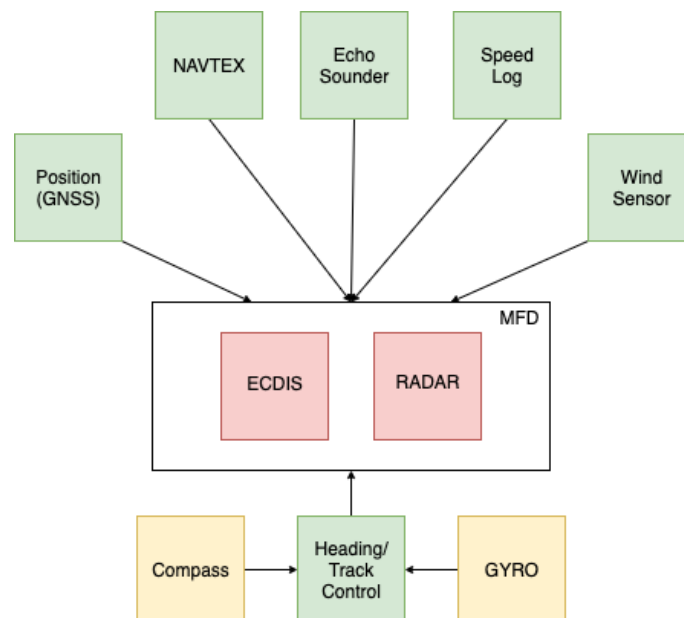 NAVTEX
Echo
Sounder
Speed
Log
Position
(GNSS)
Wind
Sensor
MFD
ECDIS
RADAR
Compass
Heading/
Track
Control
GYRO